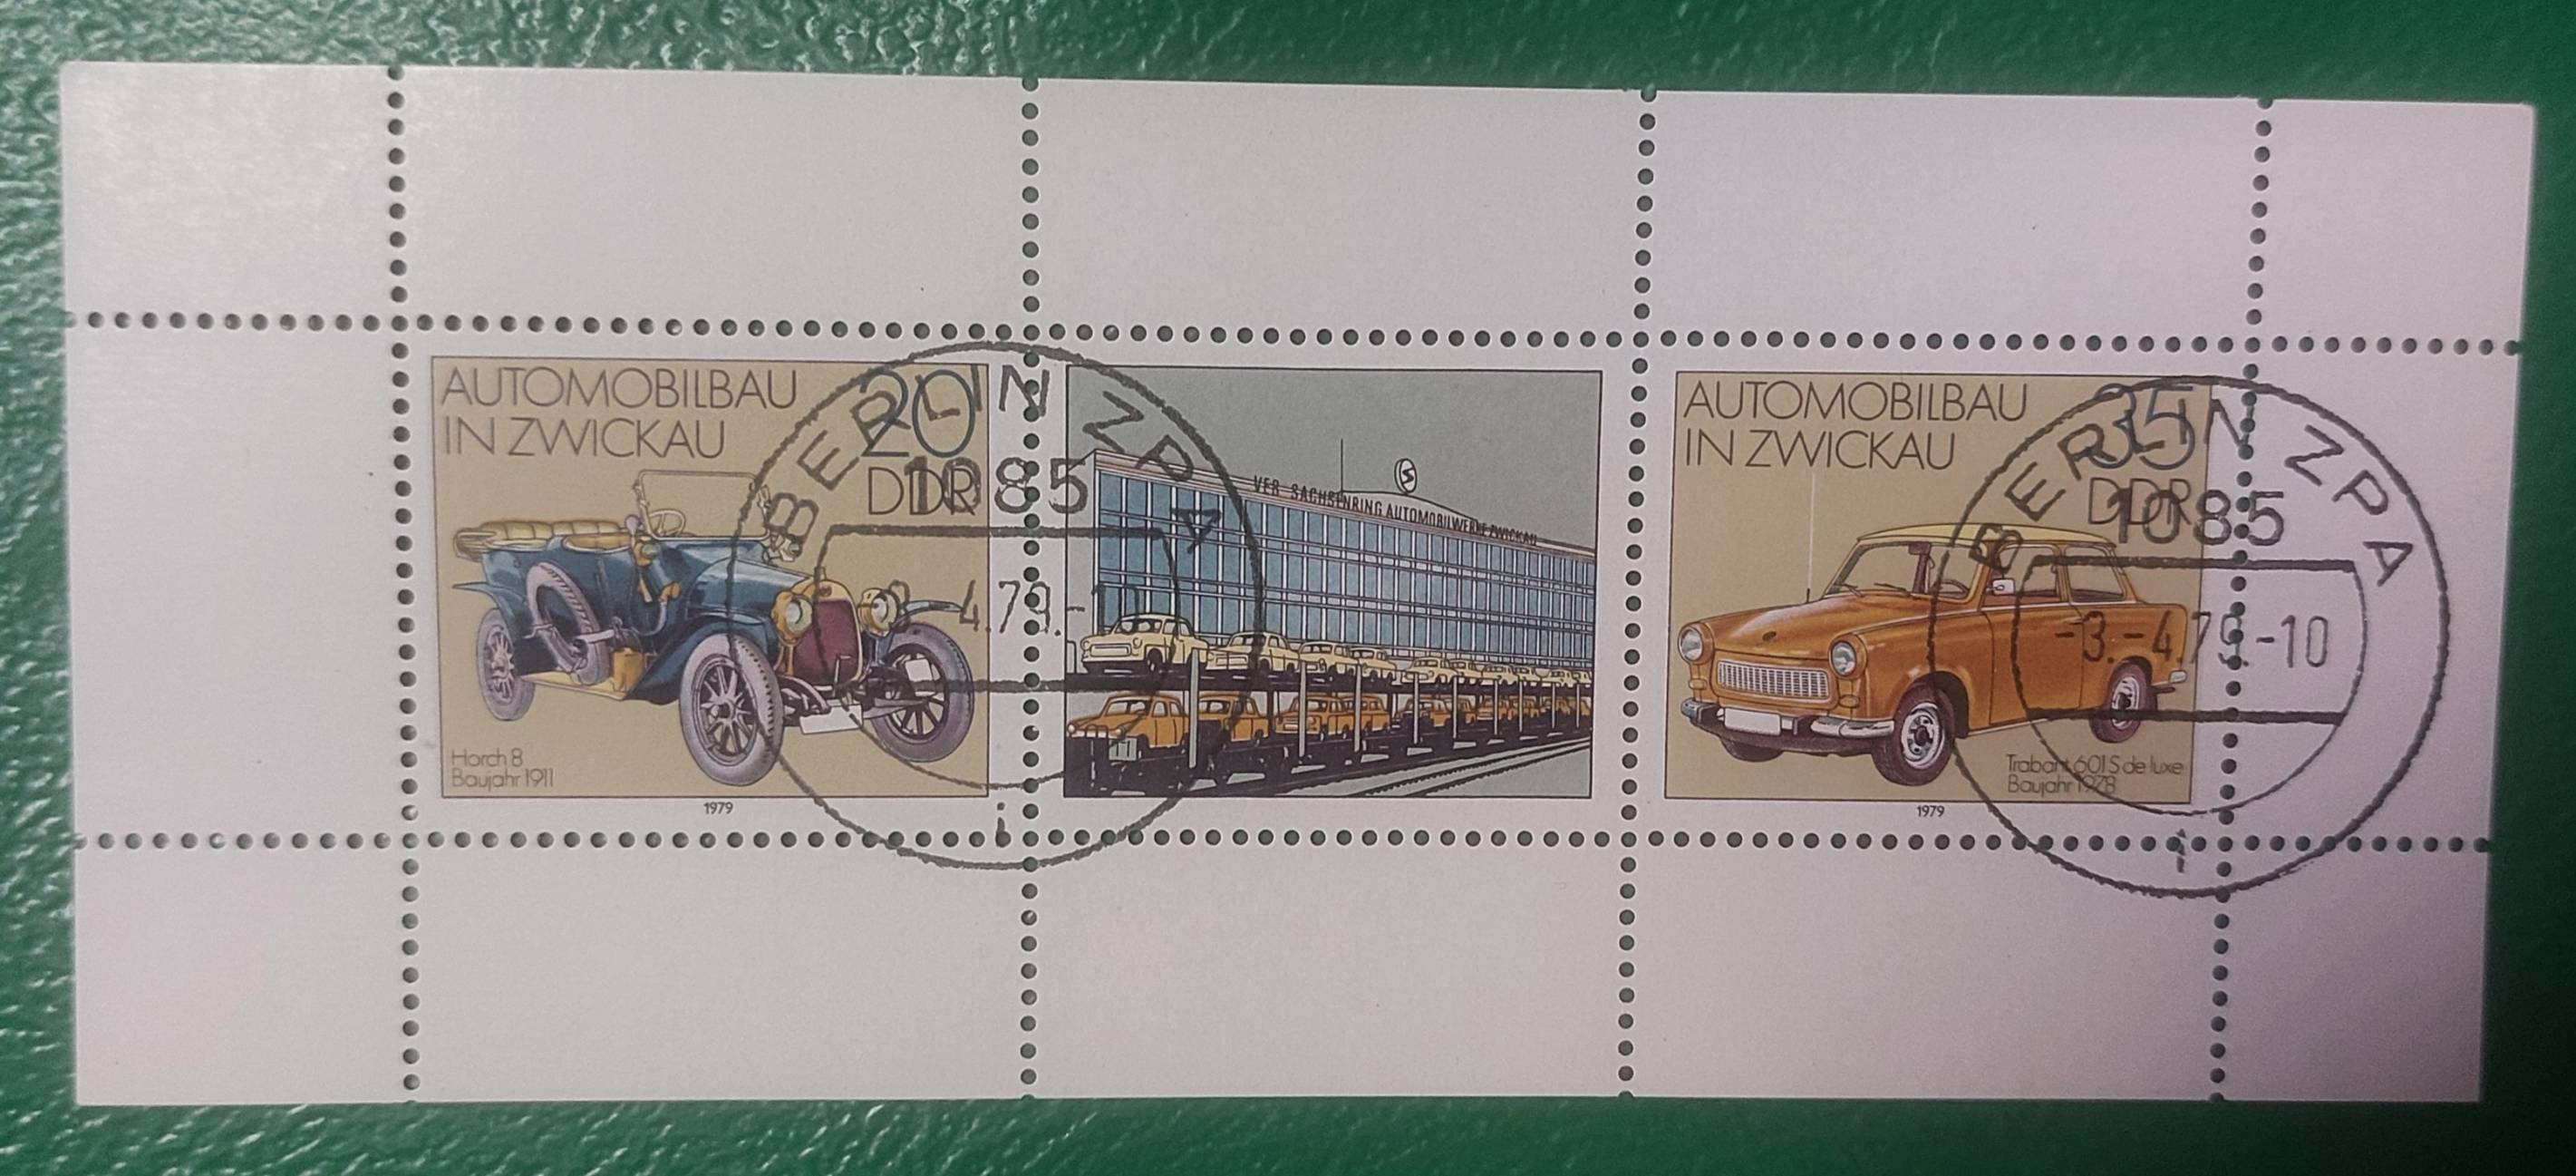 AUTOMOBILBAU
IN ZWICKAU
20
DDR
Horch 8
Baujahr 1911
1979
BERLIN ZPA
1085
4.79.-
i
VEB SACHSENRING AUTOMOBILWERKE ZWICKAU
S
AUTOMOBILBAU
IN ZWICKAU
35
DDR
Trabant 601 S de luxe
Baujahr 1978
1979
BERLIN ZPA
1085
-3.-4.79.-10
i